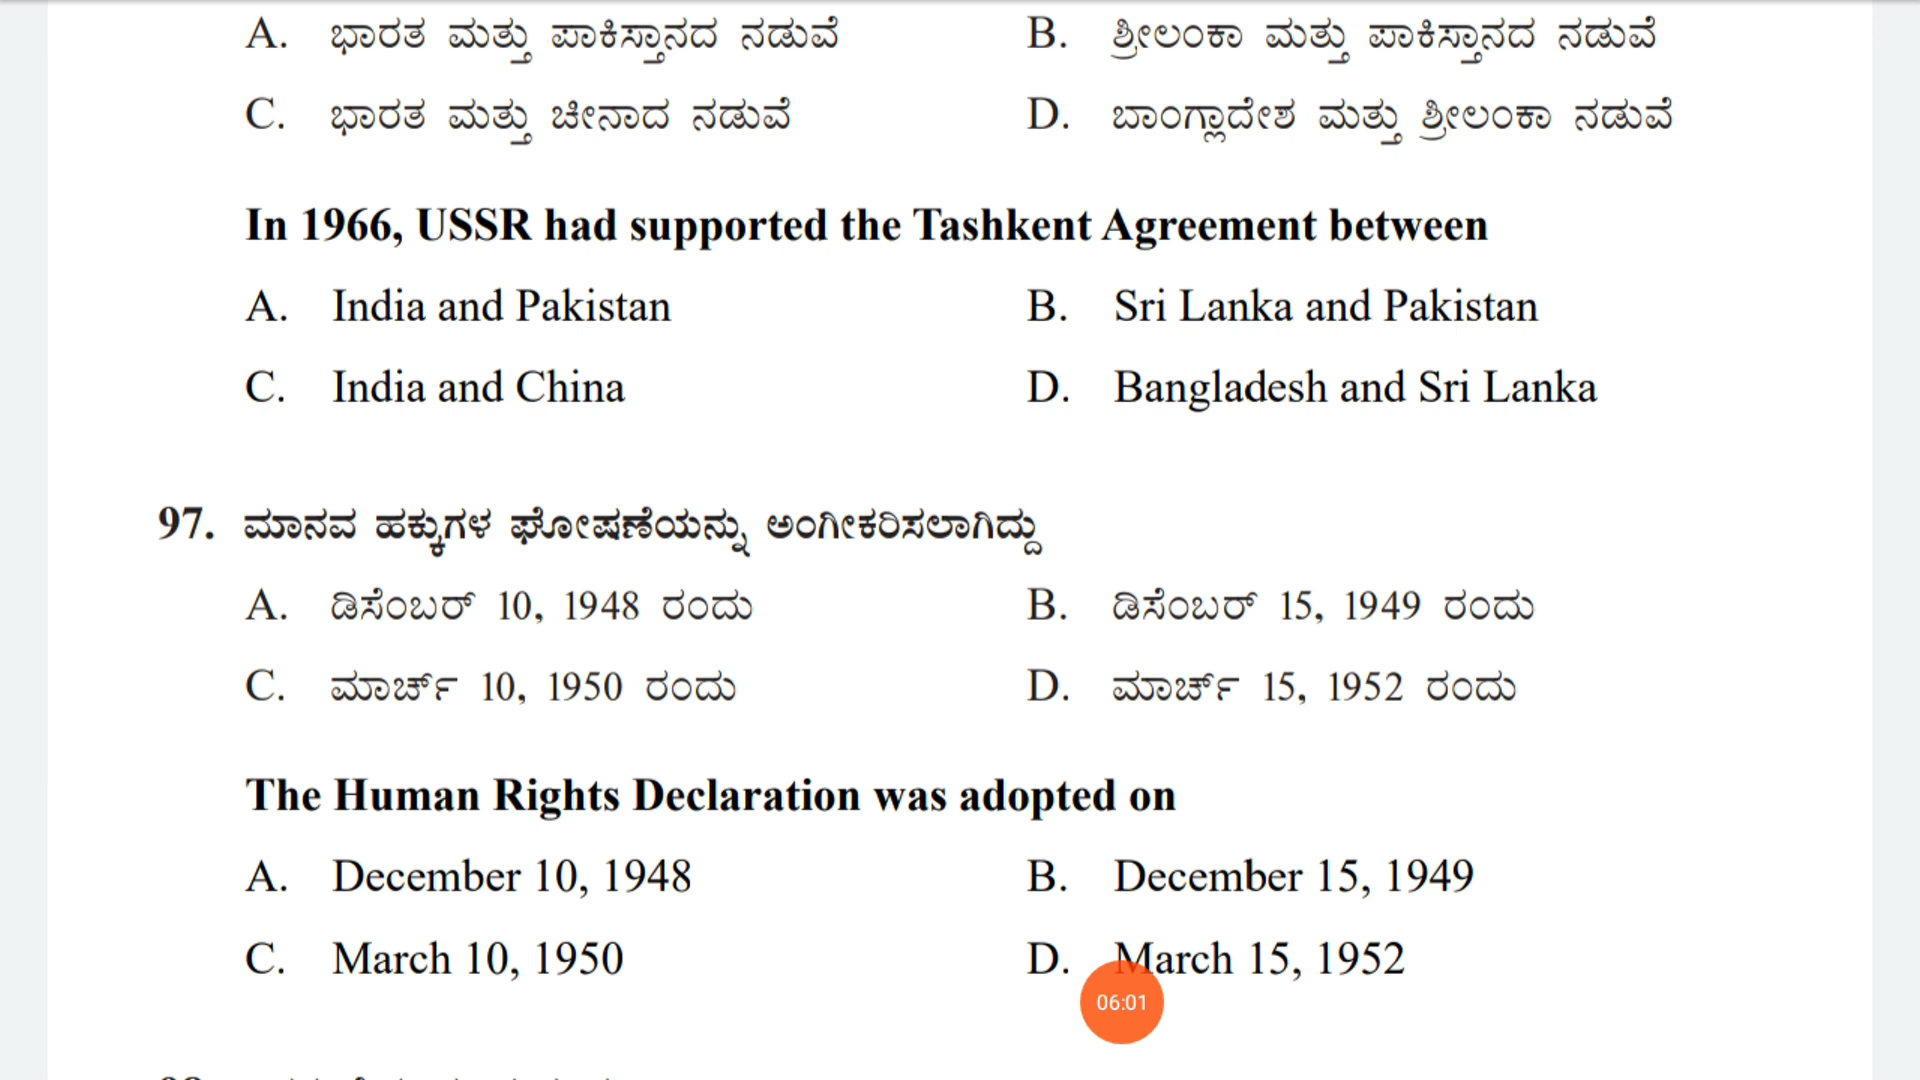 A. ಭಾರತ ಮತ್ತು ಪಾಕಿಸ್ತಾನದ ನಡುವೆ B. ಶ್ರೀಲಂಕಾ ಮತ್ತು ಪಾಕಿಸ್ತಾನದ ನಡುವೆ
C. ಭಾರತ ಮತ್ತು ಚೀನಾದ ನಡುವೆ D. ಬಾಂಗ್ಲಾದೇಶ ಮತ್ತು ಶ್ರೀಲಂಕಾ ನಡುವೆ
In 1966, USSR had supported the Tashkent Agreement between
A. India and Pakistan B. Sri Lanka and Pakistan
C. India and China D. Bangladesh and Sri Lanka
97. ಮಾನವ ಹಕ್ಕುಗಳ ಘೋಷಣೆಯನ್ನು ಅಂಗೀಕರಿಸಲಾಗಿದ್ದು
A. ಡಿಸೆಂಬರ್ 10, 1948 ರಂದು B. ಡಿಸೆಂಬರ್ 15, 1949 ರಂದು
C. ಮಾರ್ಚ್ 10, 1950 ರಂದು D. ಮಾರ್ಚ್ 15, 1952 ರಂದು
The Human Rights Declaration was adopted on
A. December 10, 1948 B. December 15, 1949
C. March 10, 1950 D. March 15, 1952
06:01